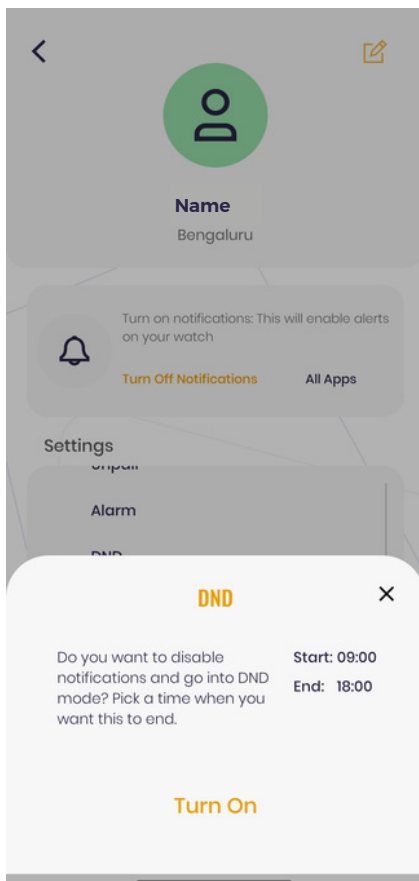 Name
Bengaluru
Turn on notifications: This will enable alerts
on your watch
Turn Off Notifications
All Apps
Settings
Unpair
Alarm
DND
DND
Do you want to disable
notifications and go into DND
mode? Pick a time when you
want this to end.
Start: 09:00
End: 18:00
Turn On